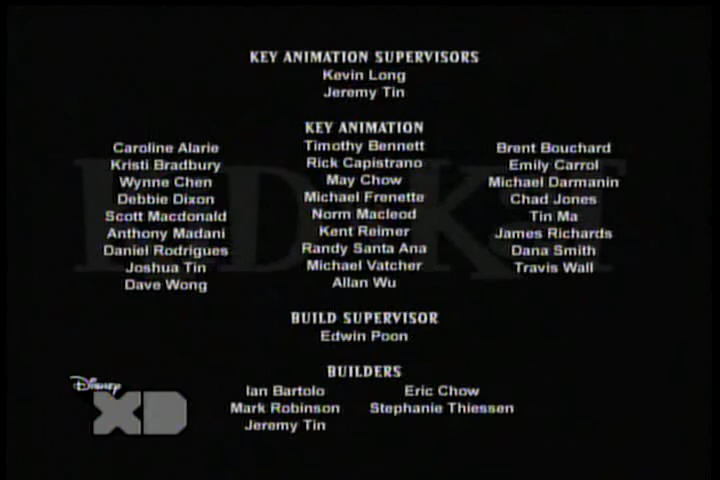 KEY ANIMATION SUPERVISORS
Kevin Long
Jeremy Tin
KEY ANIMATION
Caroline Alarie
Kristi Bradbury
Wynne Chen
Debbie Dixon
Scott Macdonald
Anthony Madani
Daniel Rodrigues
Joshua Tin
Dave Wong
Timothy Bennett
Rick Capistrano
May Chow
Michael Frenette
Norm Macleod
Kent Reimer
Randy Santa Ana
Michael Vatcher
Allan Wu
Brent Bouchard
Emily Carrol
Michael Darmanin
Chad Jones
Tin Ma
James Richards
Dana Smith
Travis Wall
BUILD SUPERVISOR
Edwin Poon
BUILDERS
Ian Bartolo
Mark Robinson
Jeremy Tin
Eric Chow
Stephanie Thiessen
Disney
XD